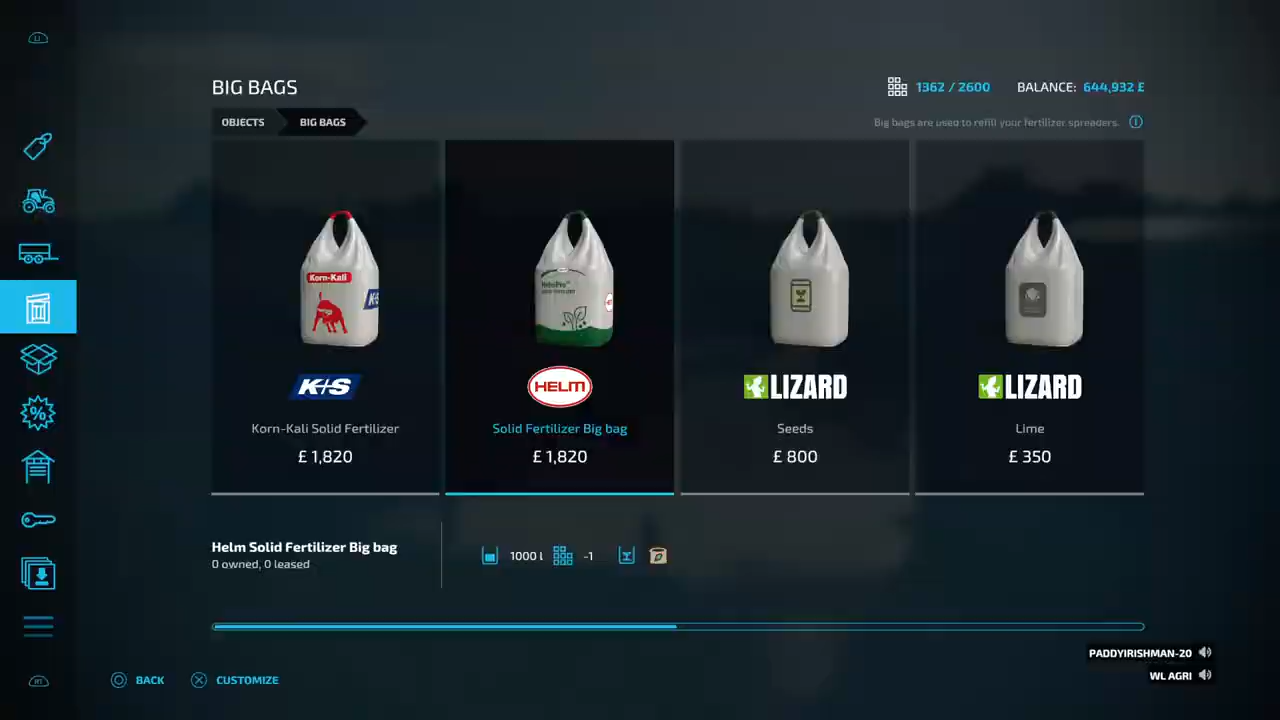 L1
BIG BAGS
1362 / 2600
BALANCE: 644,932 £
OBJECTS
BIG BAGS
Big bags are used to refill your fertilizer spreaders.
Korn-Kali
K+S
HELM
LIZARD
LIZARD
Korn-Kali Solid Fertilizer
Solid Fertilizer Big bag
Seeds
Lime
£ 1,820
£ 1,820
£ 800
£ 350
Helm Solid Fertilizer Big bag
0 owned, 0 leased
1000 l
-1
PADDYIRISHMAN-20
WL AGRI
BACK
CUSTOMIZE
R1